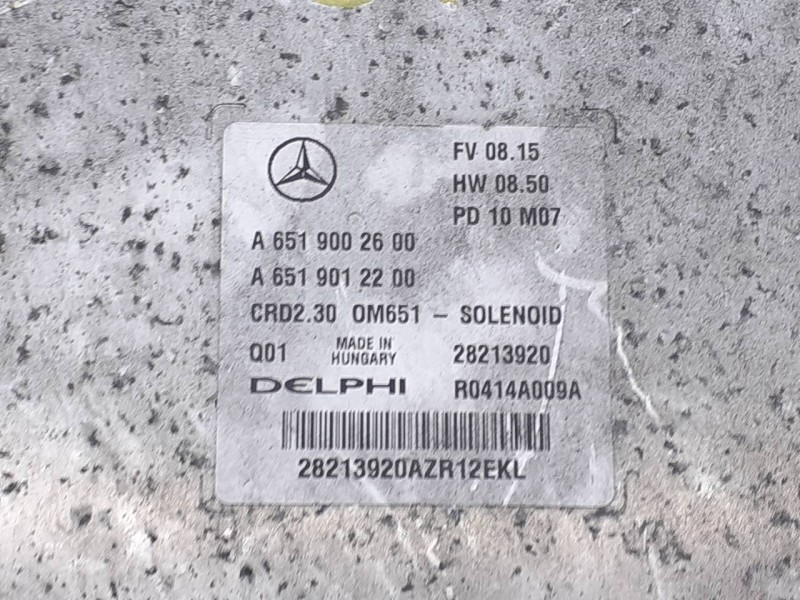 FV 08.15
HW 08.50
PD 10 M07
A 651 900 26 00
A 651 901 22 00
CRD2.30 OM651 - SOLENOID
Q01 MADE IN HUNGARY 28213920
DELPHI R0414A009A
28213920AZR12EKL